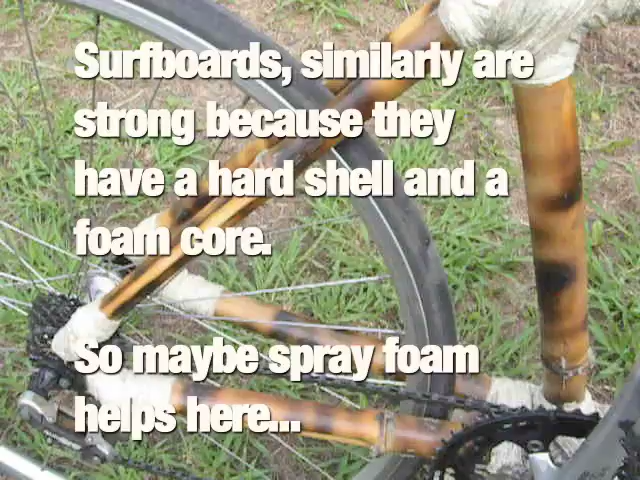 Surfboards, similarly are
strong because they
have a hard shell and a
foam core.
So maybe spray foam
helps here...